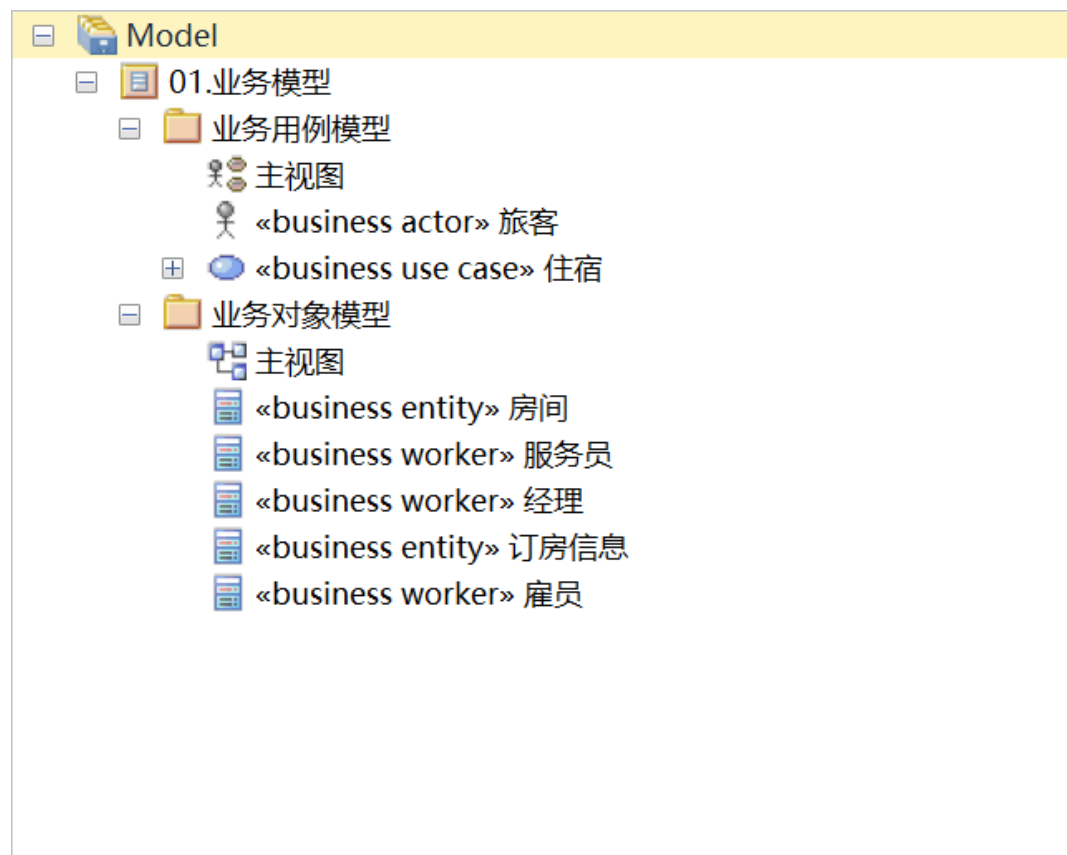 Model
01.业务模型
业务用例模型
主视图
«business actor» 旅客
«business use case» 住宿
业务对象模型
主视图
«business entity» 房间
«business worker» 服务员
«business worker» 经理
«business entity» 订房信息
«business worker» 雇员